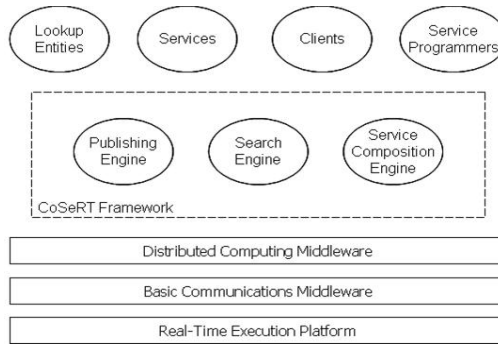 Lookup
Entities
Services
Clients
Service
Programmers
Publishing
Engine
Search
Engine
Service
Composition
Engine
CoSeRT Framework
Distributed Computing Middleware
Basic Communications Middleware
Real-Time Execution Platform